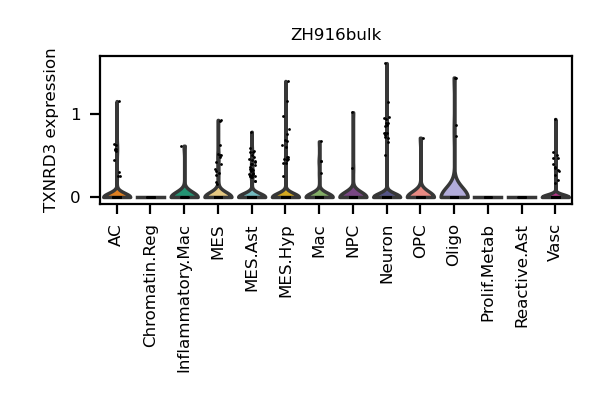 ZH916bulk
TXNRD3 expression
1
0
AC
Chromatin.Reg
Inflammatory.Mac
MES
MES.Ast
MES.Hyp
Mac
NPC
Neuron
OPC
Oligo
Prolif.Metab
Reactive.Ast
Vasc